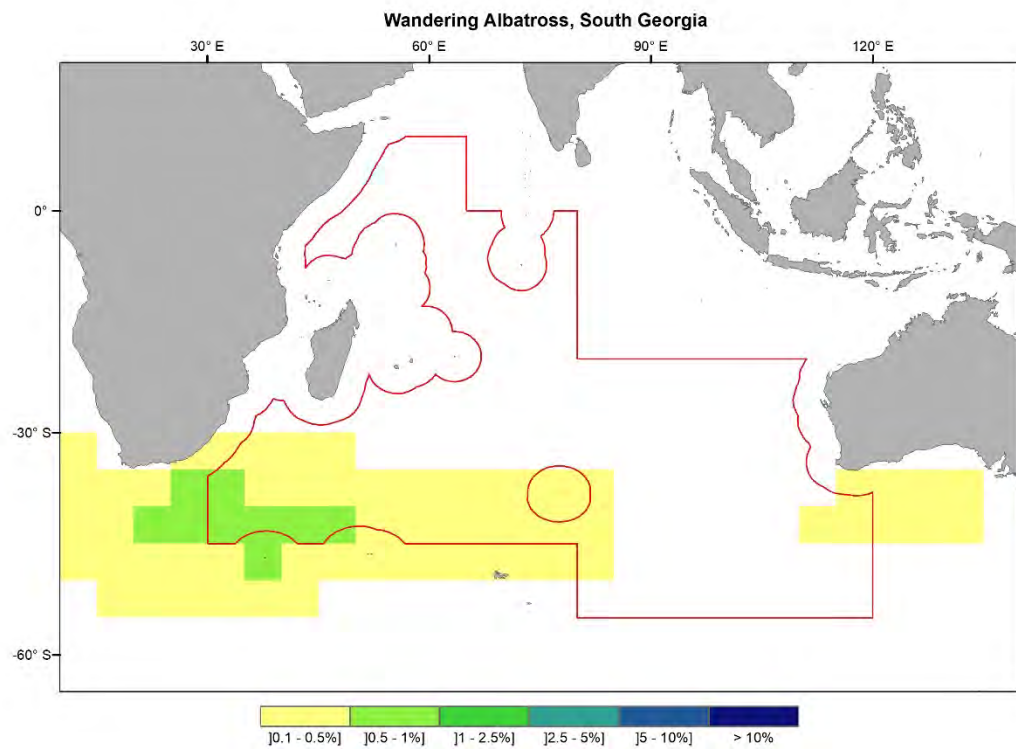 Wandering Albatross, South Georgia
30° E 60° E 90° E 120° E
0°
-30° S
-60° S
]0.1 - 0.5%] ]0.5 - 1%] ]1 - 2.5%] ]2.5 - 5%] ]5 - 10%] > 10%